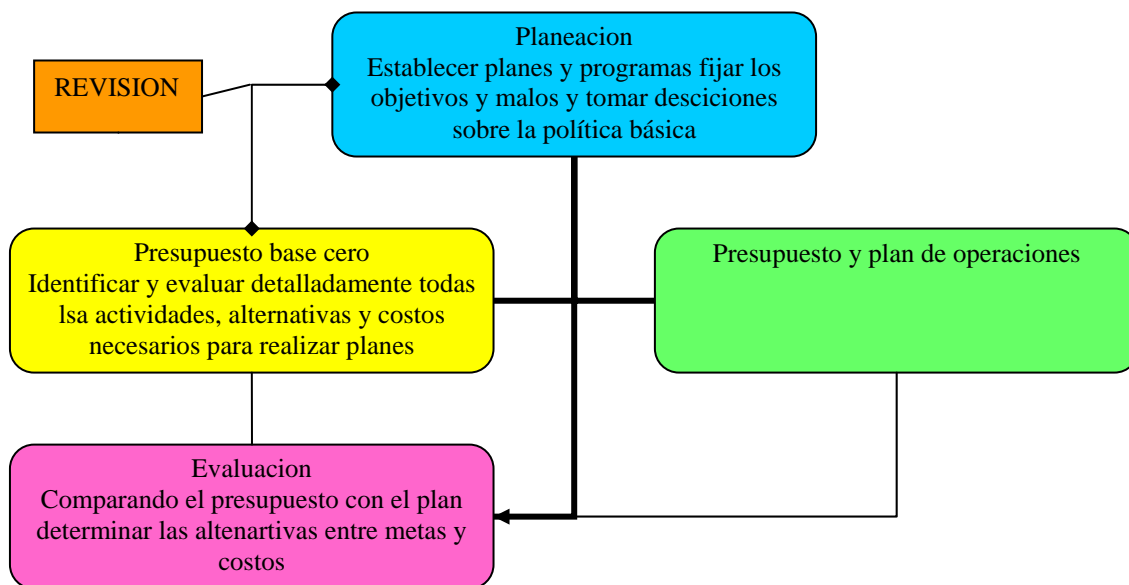 Planeacion
Establecer planes y programas fijar los
objetivos y malos y tomar desciciones
sobre la política básica
REVISION
Presupuesto base cero
Identificar y evaluar detalladamente todas
lsa actividades, alternativas y costos
necesarios para realizar planes
Presupuesto y plan de operaciones
Evaluacion
Comparando el presupuesto con el plan
determinar las altenartivas entre metas y
costos